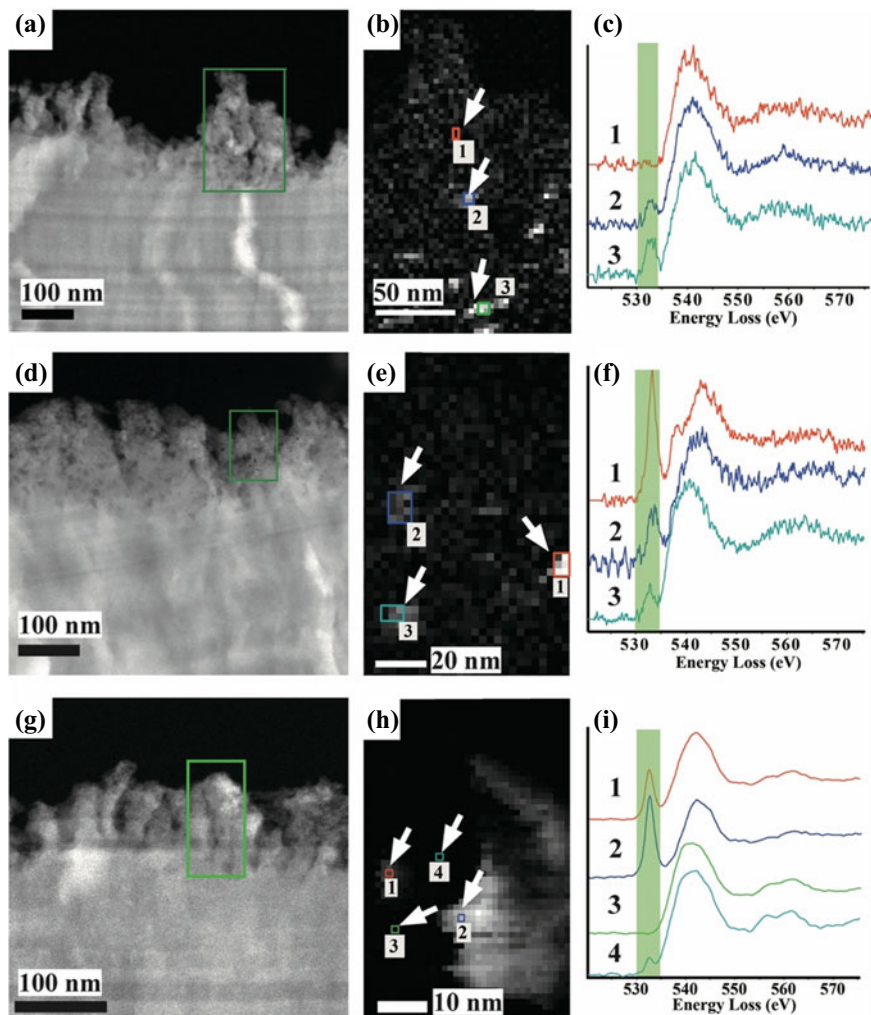 (a)
100 nm
(b)
1
2
3
50 nm
(c)
1
2
3
530 540 550 560 570
Energy Loss (eV)
(d)
100 nm
(e)
2
1
3
20 nm
(f)
1
2
3
530 540 550 560 570
Energy Loss (eV)
(g)
100 nm
(h)
4
1
3
2
10 nm
(i)
1
2
3
4
530 540 550 560 570
Energy Loss (eV)